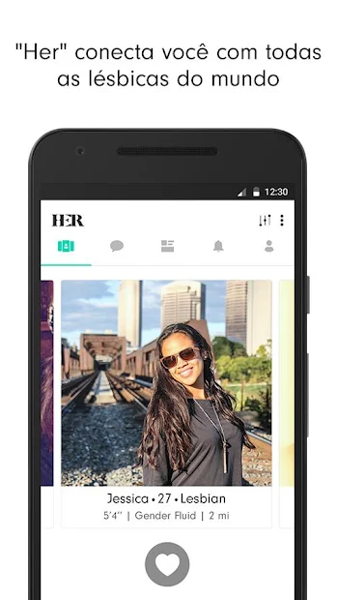 "Her" conecta você com todas
as lésbicas do mundo
12:30
HER
Jessica • 27 • Lesbian
5'4" | Gender Fluid | 2 mi